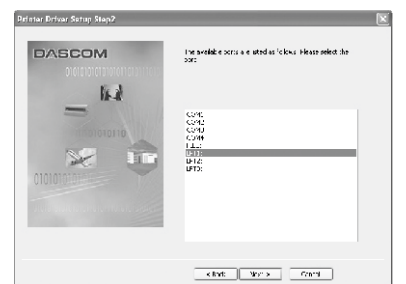 Printer Driver Setup Step2
DASCOM
The available ports are listed as follows. Please select the
port
COM1:
COM2:
COM3:
COM4:
FILE:
LPT1:
LPT2:
LPT3:
< Back
Next >
Cancel